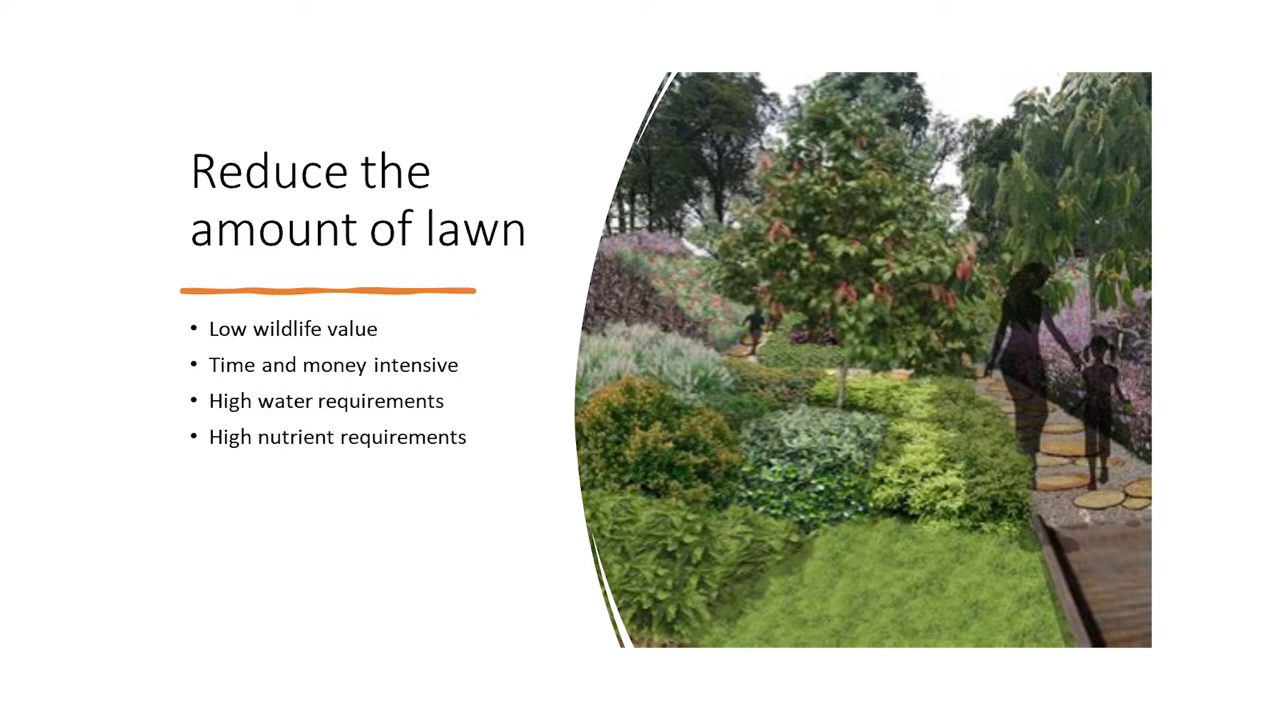 Reduce the
amount of lawn
• Low wildlife value
• Time and money intensive
• High water requirements
• High nutrient requirements